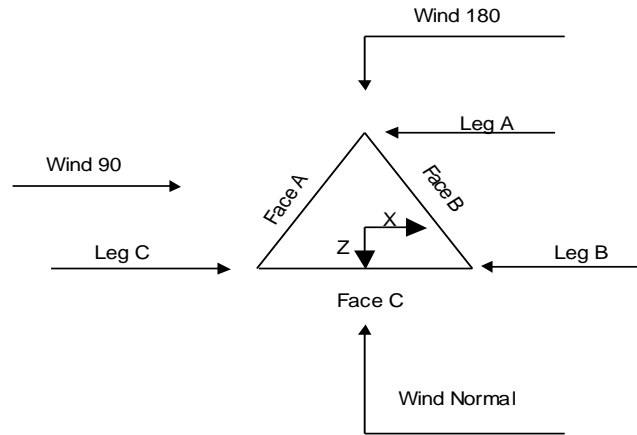 Wind 180
Leg A
Wind 90
Face A
Face B
X
Z
Leg C
Leg B
Face C
Wind Normal